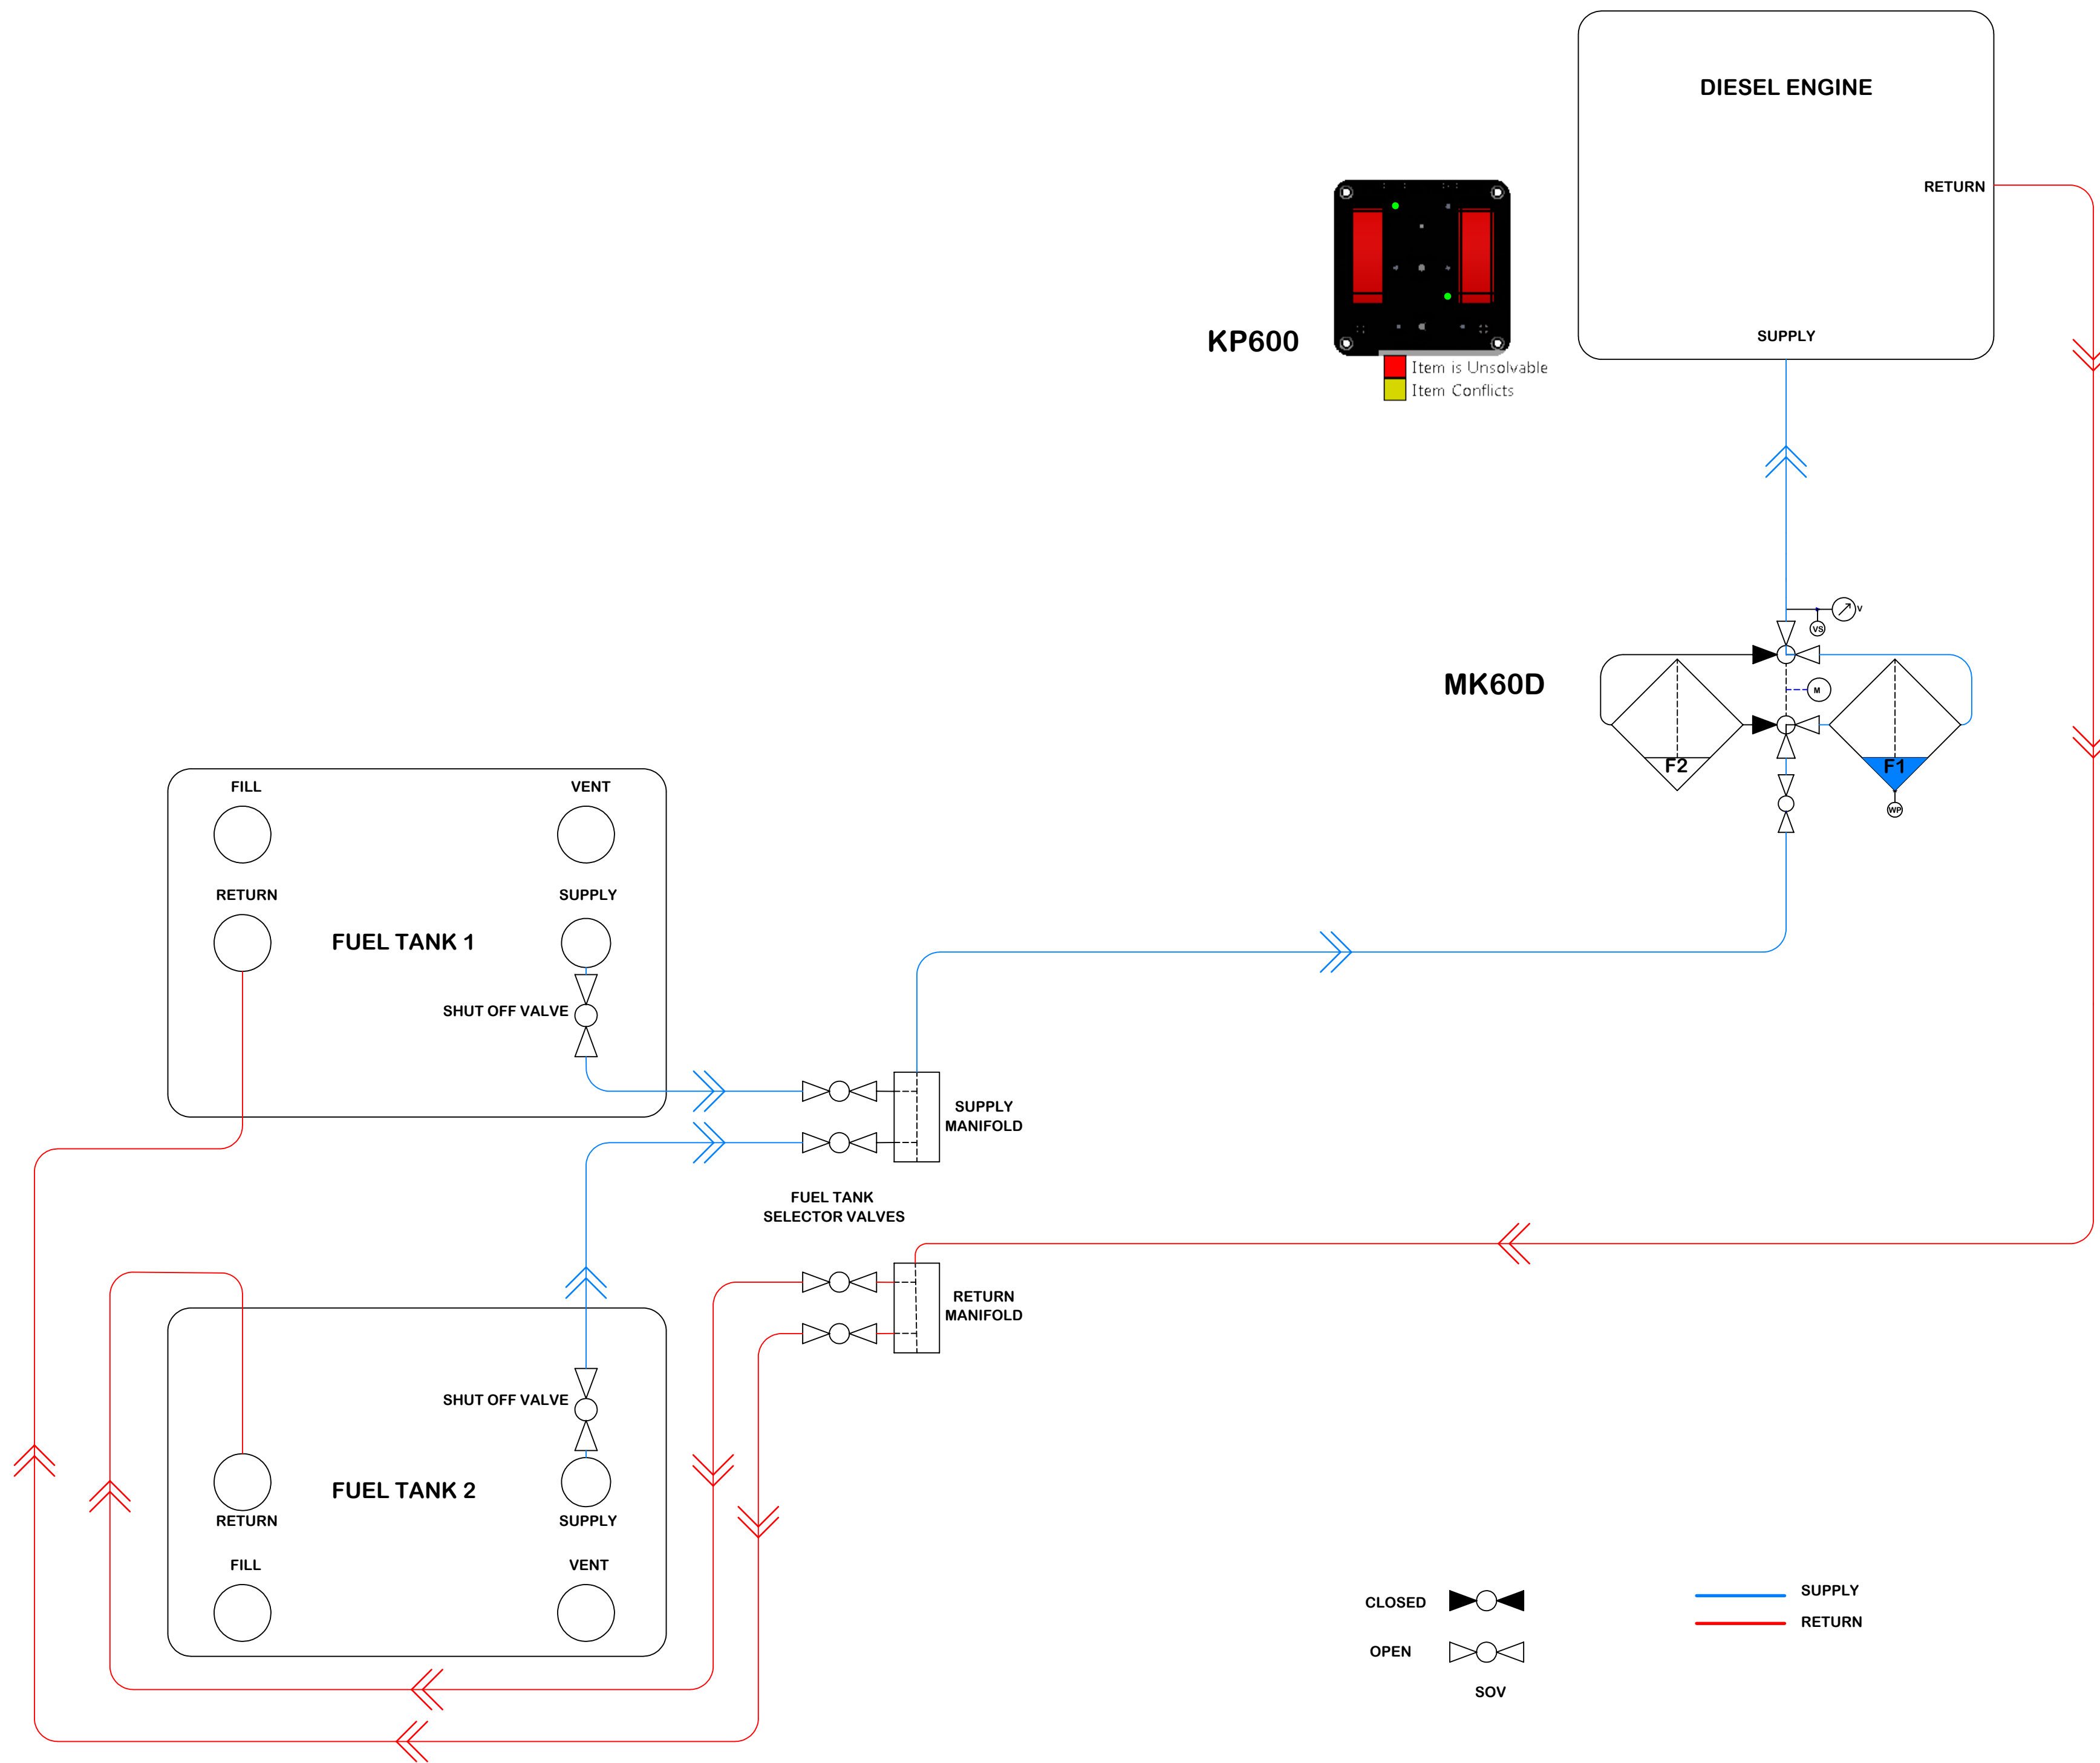 DIESEL ENGINE
RETURN
SUPPLY
KP600
Item is Unsolvable
Item Conflicts
V
VS
MK60D
M
F2
F1
WP
FILL
VENT
RETURN
SUPPLY
FUEL TANK 1
SHUT OFF VALVE
SUPPLY
MANIFOLD
FUEL TANK
SELECTOR VALVES
RETURN
MANIFOLD
SHUT OFF VALVE
FUEL TANK 2
RETURN
SUPPLY
FILL
VENT
CLOSED
OPEN
SOV
SUPPLY
RETURN